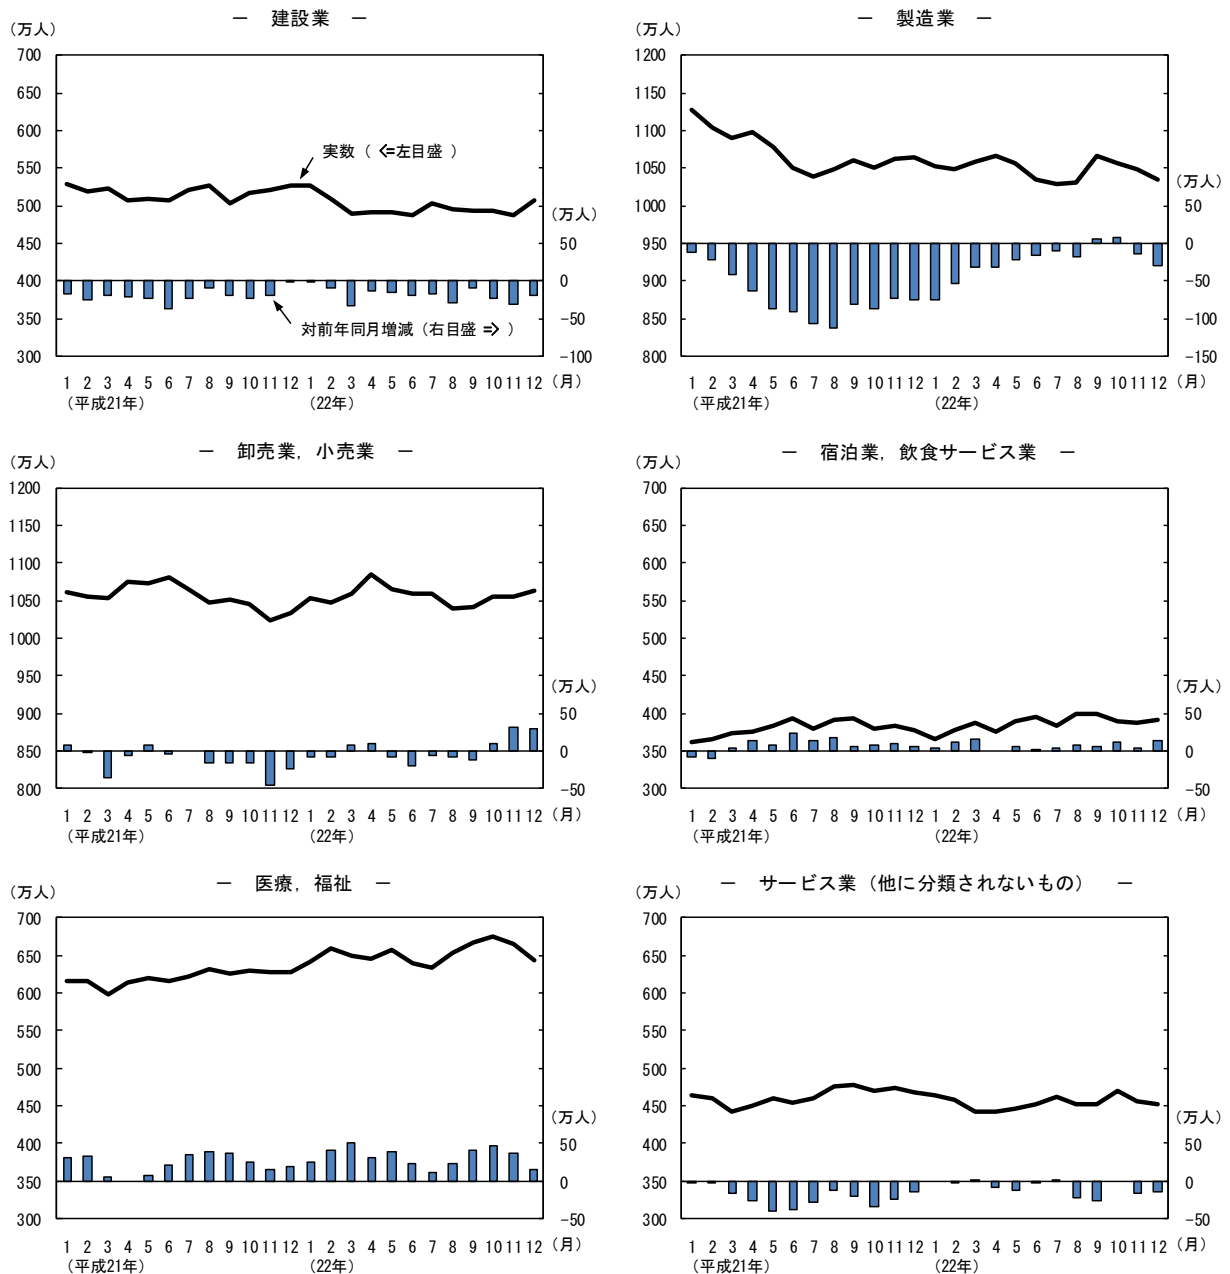 － 建設業 －
（万人）
700
650
600
550
500
450
400
350
300
実数（ <=左目盛 ）
対前年同月増減（右目盛 => ）
（万人）
50
0
-50
-100
1 2 3 4 5 6 7 8 9 10 11 12 1 2 3 4 5 6 7 8 9 10 11 12 （月）
（平成21年） （22年）
－ 製造業 －
（万人）
1200
1150
1100
1050
1000
950
900
850
800
（万人）
50
0
-50
-100
-150
1 2 3 4 5 6 7 8 9 10 11 12 1 2 3 4 5 6 7 8 9 10 11 12 （月）
（平成21年） （22年）
－ 卸売業，小売業 －
（万人）
1200
1150
1100
1050
1000
950
900
850
800
（万人）
50
0
-50
1 2 3 4 5 6 7 8 9 10 11 12 1 2 3 4 5 6 7 8 9 10 11 12 （月）
（平成21年） （22年）
－ 宿泊業，飲食サービス業 －
（万人）
700
650
600
550
500
450
400
350
300
（万人）
50
0
-50
1 2 3 4 5 6 7 8 9 10 11 12 1 2 3 4 5 6 7 8 9 10 11 12 （月）
（平成21年） （22年）
－ 医療，福祉 －
（万人）
700
650
600
550
500
450
400
350
300
（万人）
50
0
-50
1 2 3 4 5 6 7 8 9 10 11 12 1 2 3 4 5 6 7 8 9 10 11 12 （月）
（平成21年） （22年）
－ サービス業（他に分類されないもの） －
（万人）
700
650
600
550
500
450
400
350
300
（万人）
50
0
-50
1 2 3 4 5 6 7 8 9 10 11 12 1 2 3 4 5 6 7 8 9 10 11 12 （月）
（平成21年） （22年）